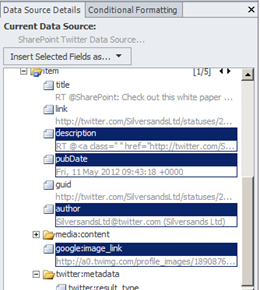 Data Source Details
Conditional Formatting
Current Data Source:
SharePoint Twitter Data Source...
Insert Selected Fields as...
item [1/5]
title
RT @SharePoint: Check out this white paper ...
link
http://twitter.com/SilversandsLtd/statuses/2...
description
RT @<a class=" " href="http://twitter.com/S...
pubDate
Fri, 11 May 2012 09:43:18 +0000
guid
http://twitter.com/SilversandsLtd/statuses/2...
author
SilversandsLtd@twitter.com (Silversands Ltd)
media:content
google:image_link
http://a0.twimg.com/profile_images/1890876...
twitter:metadata
twitter:result_type